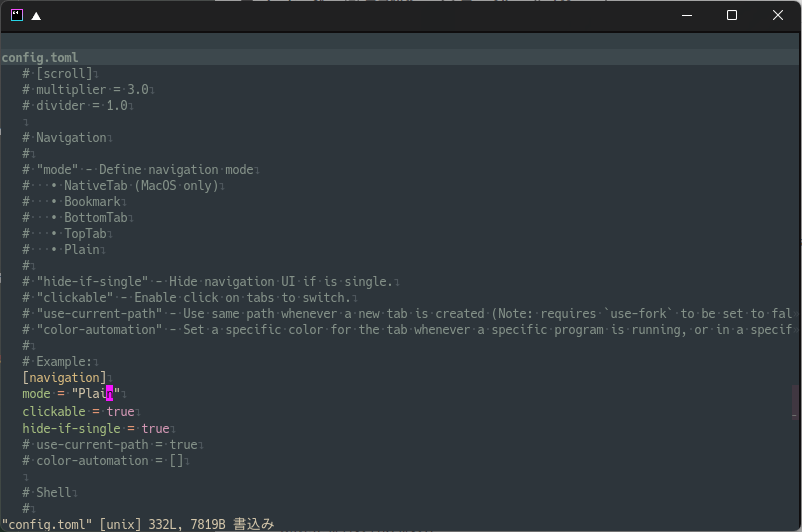 config.toml
# [scroll]
# multiplier = 3.0
# divider = 1.0
# Navigation
#
# "mode" - Define navigation mode
#   • NativeTab (MacOS only)
#   • Bookmark
#   • BottomTab
#   • TopTab
#   • Plain
#
# "hide-if-single" - Hide navigation UI if is single.
# "clickable" - Enable click on tabs to switch.
# "use-current-path" - Use same path whenever a new tab is created (Note: requires `use-fork` to be set to fal
# "color-automation" - Set a specific color for the tab whenever a specific program is running, or in a specif
#
# Example:
[navigation]
mode = "Plain"
clickable = true
hide-if-single = true
# use-current-path = true
# color-automation = []
# Shell
#
"config.toml" [unix] 332L, 7819B 書込み